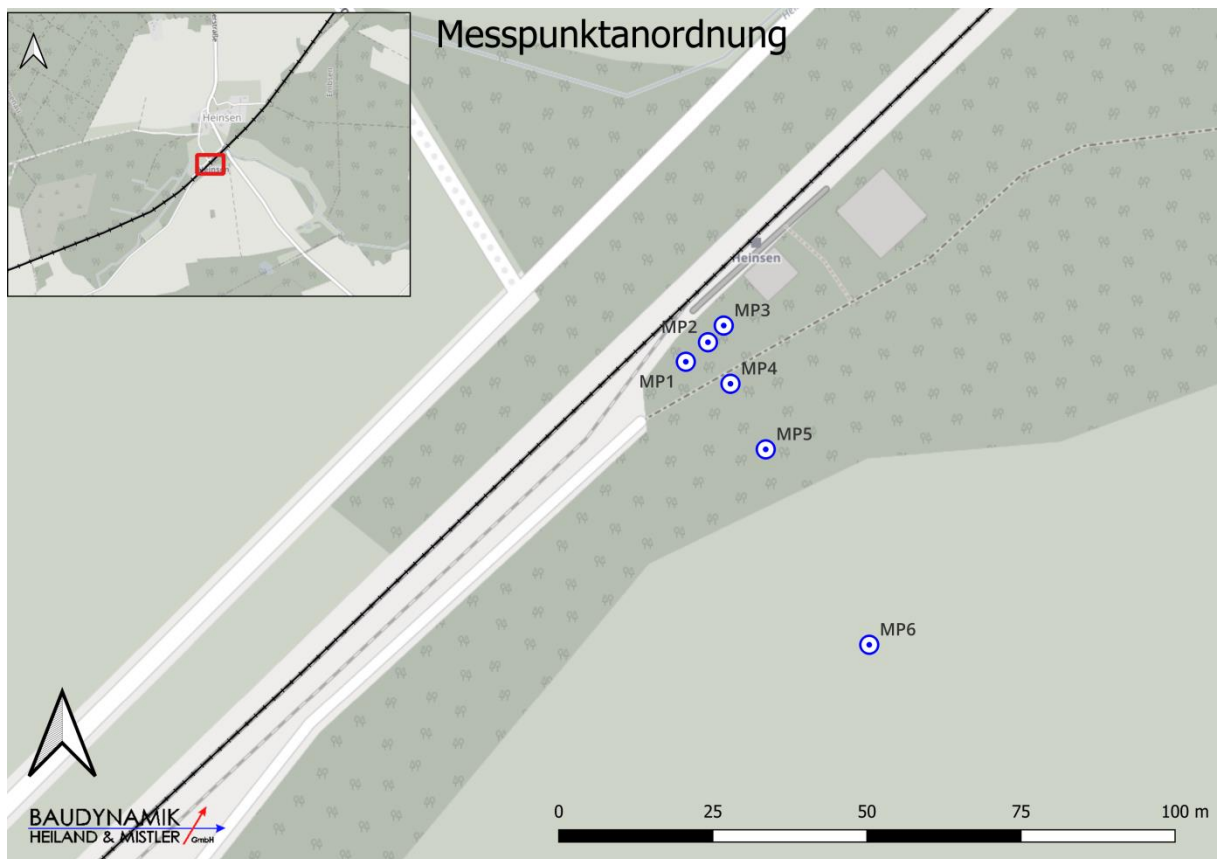 Messpunktanordnung
Heinsen
Heinsen
MP3
MP2
MP1
MP4
MP5
MP6
BAUDYNAMIK
HEILAND & MISTLER GmbH
0 25 50 75 100 m